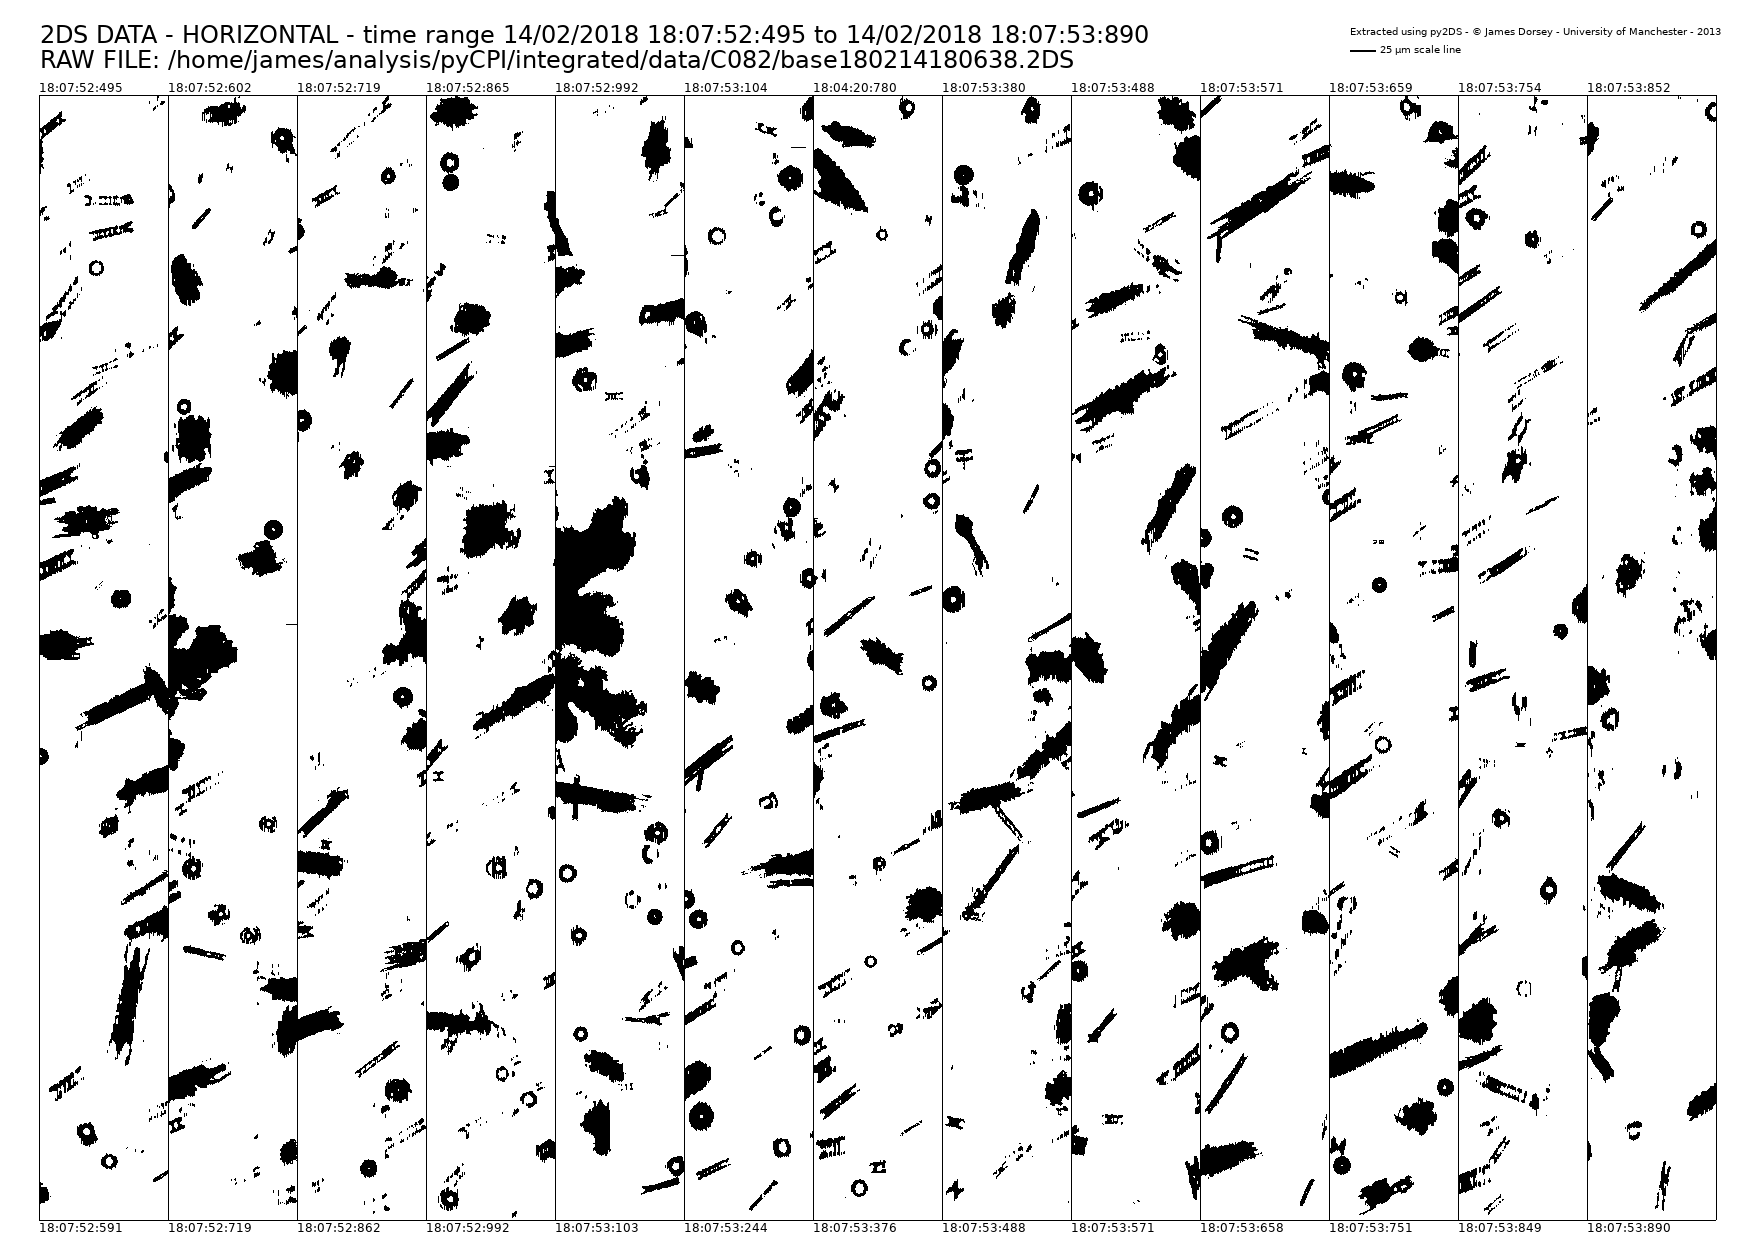 2DS DATA - HORIZONTAL - time range 14/02/2018 18:07:52:495 to 14/02/2018 18:07:53:890
RAW FILE: /home/james/analysis/pyCPI/integrated/data/C082/base180214180638.2DS
Extracted using py2DS - © James Dorsey - University of Manchester - 2013
25 µm scale line
18:07:52:495 18:07:52:602 18:07:52:719 18:07:52:865 18:07:52:992 18:07:53:104 18:04:20:780 18:07:53:380 18:07:53:488 18:07:53:571 18:07:53:659 18:07:53:754 18:07:53:852
18:07:52:591 18:07:52:719 18:07:52:862 18:07:52:992 18:07:53:103 18:07:53:244 18:07:53:376 18:07:53:488 18:07:53:571 18:07:53:658 18:07:53:751 18:07:53:849 18:07:53:890